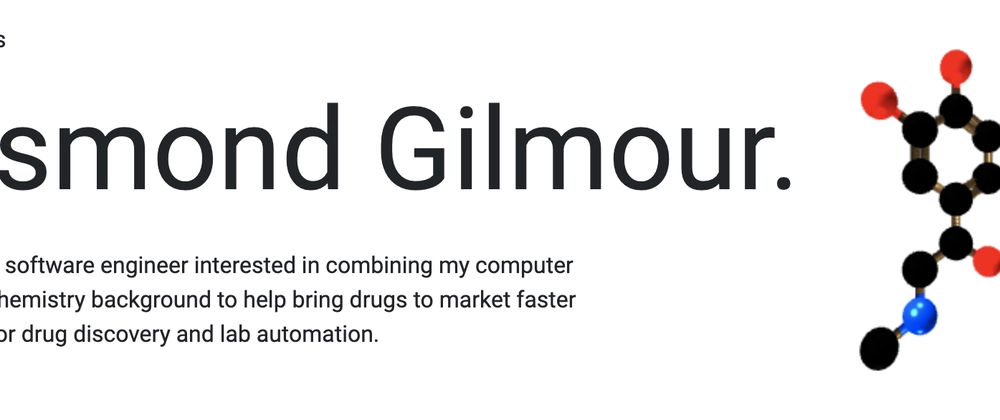 s
smond Gilmour.
software engineer interested in combining my computer
hemistry background to help bring drugs to market faster
or drug discovery and lab automation.